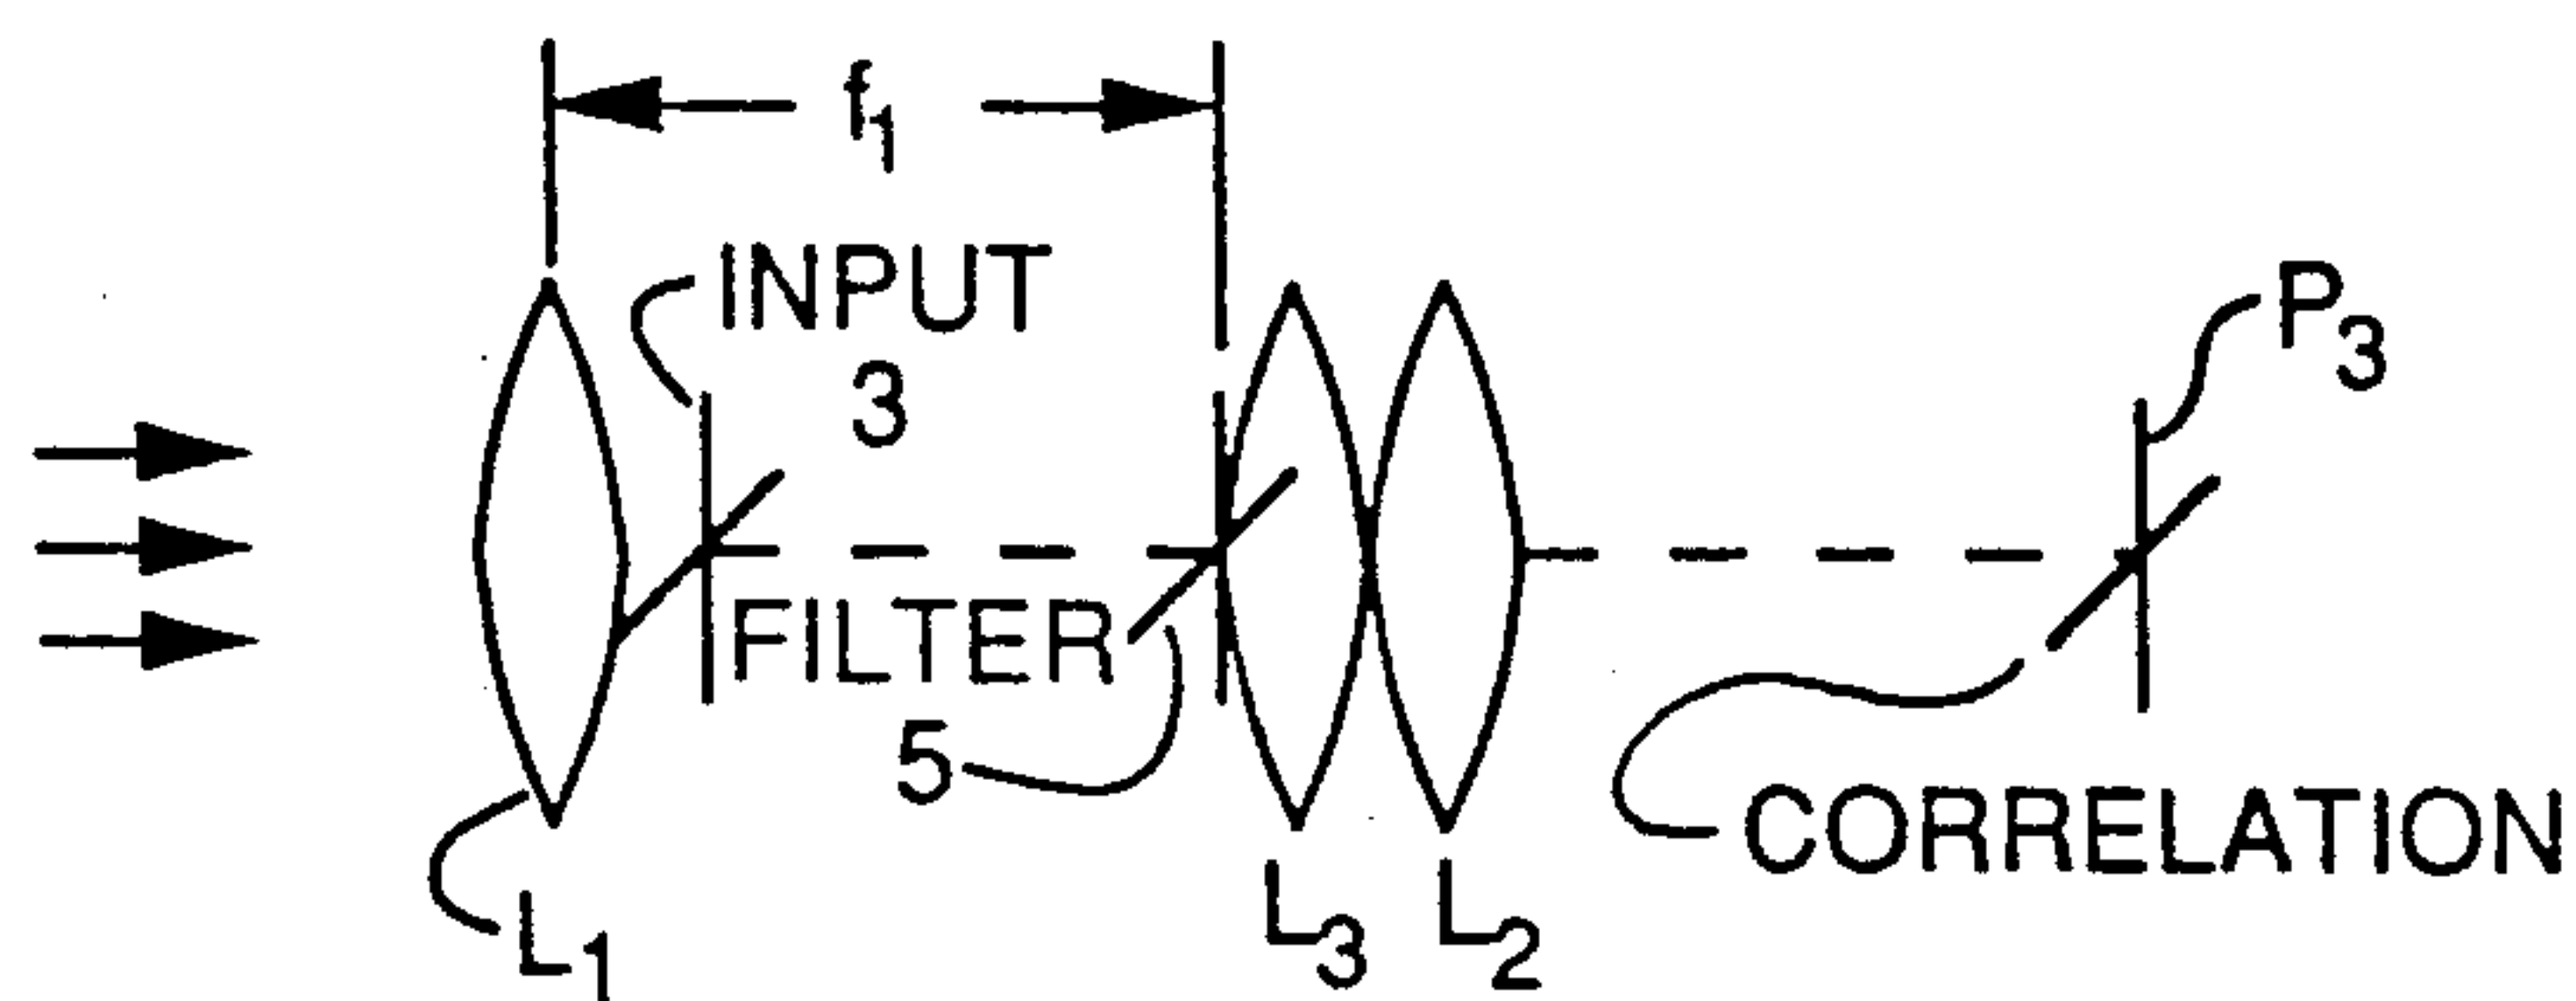 f₁
INPUT
3
P₃
FILTER
5
CORRELATION
L₁
L₃
L₂